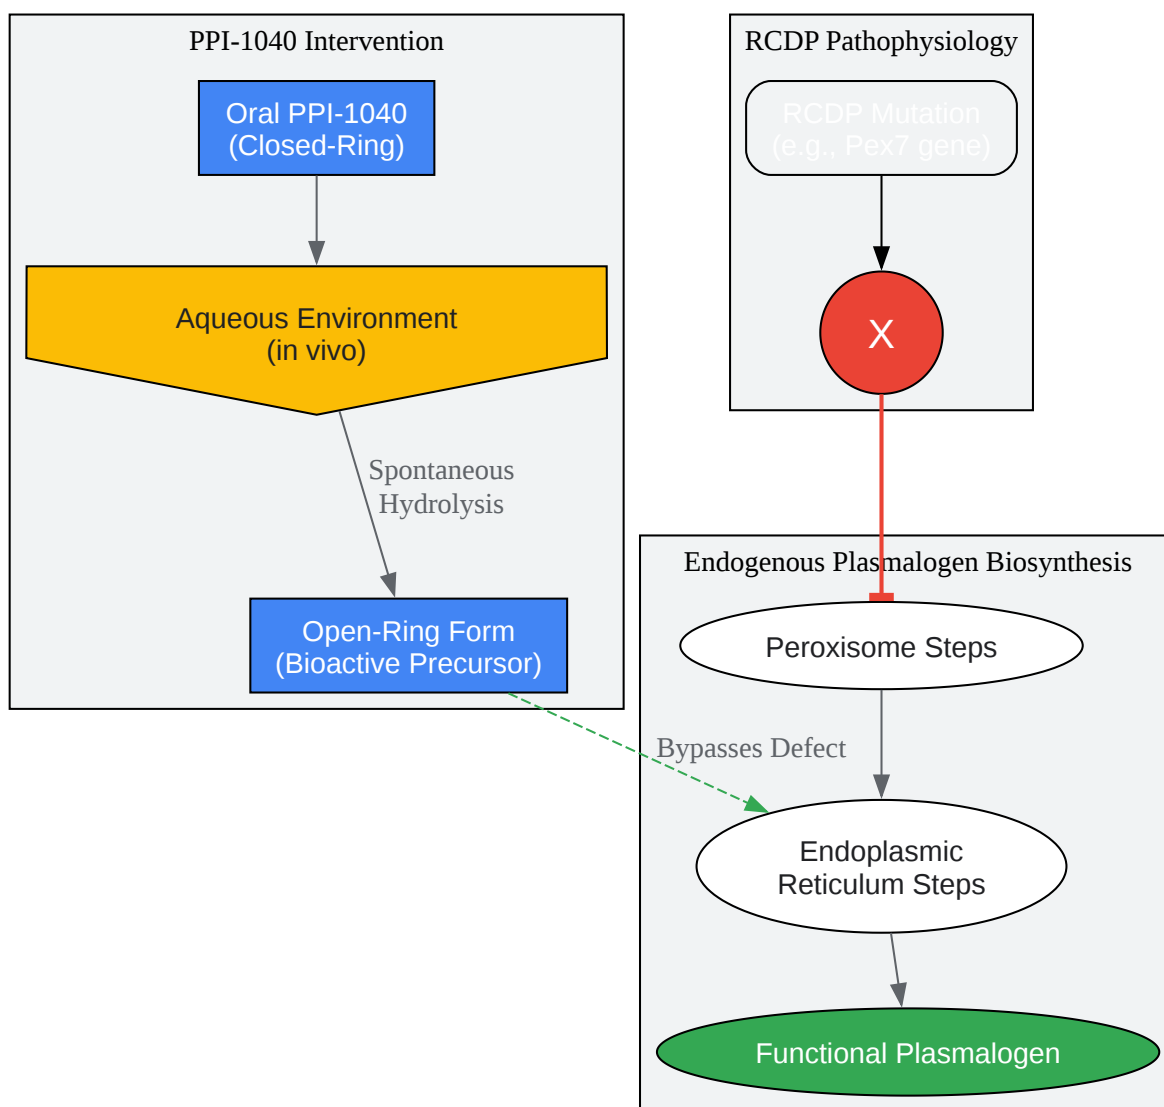 PPI-1040 Intervention
Oral PPI-1040
(Closed-Ring)
Aqueous Environment
(in vivo)
Spontaneous
Hydrolysis
Open-Ring Form
(Bioactive Precursor)
RCDP Pathophysiology
RCDP Mutation
(e.g., Pex7 gene)
X
Endogenous Plasmalogen Biosynthesis
Peroxisome Steps
Bypasses Defect
Endoplasmic
Reticulum Steps
Functional Plasmalogen